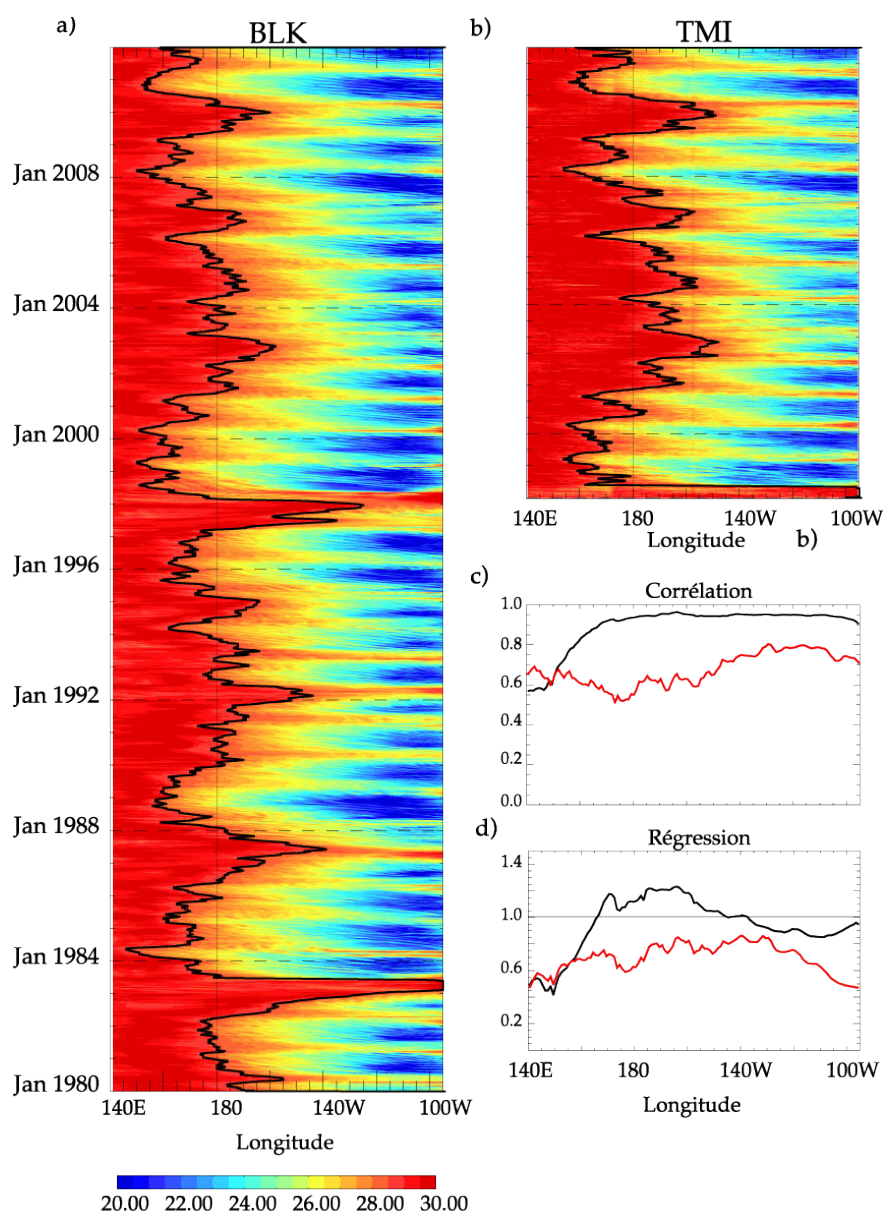 a)
BLK
b)
TMI
Jan 2008
Jan 2004
Jan 2000
Jan 1996
Jan 1992
Jan 1988
Jan 1984
Jan 1980
140E 180 140W 100W
Longitude
20.00 22.00 24.00 26.00 28.00 30.00
140E 180 140W 100W
Longitude
b)
c)
Corrélation
1.0
0.8
0.6
0.4
0.2
0.0
d)
Régression
1.4
1.0
0.6
0.2
140E 180 140W 100W
Longitude